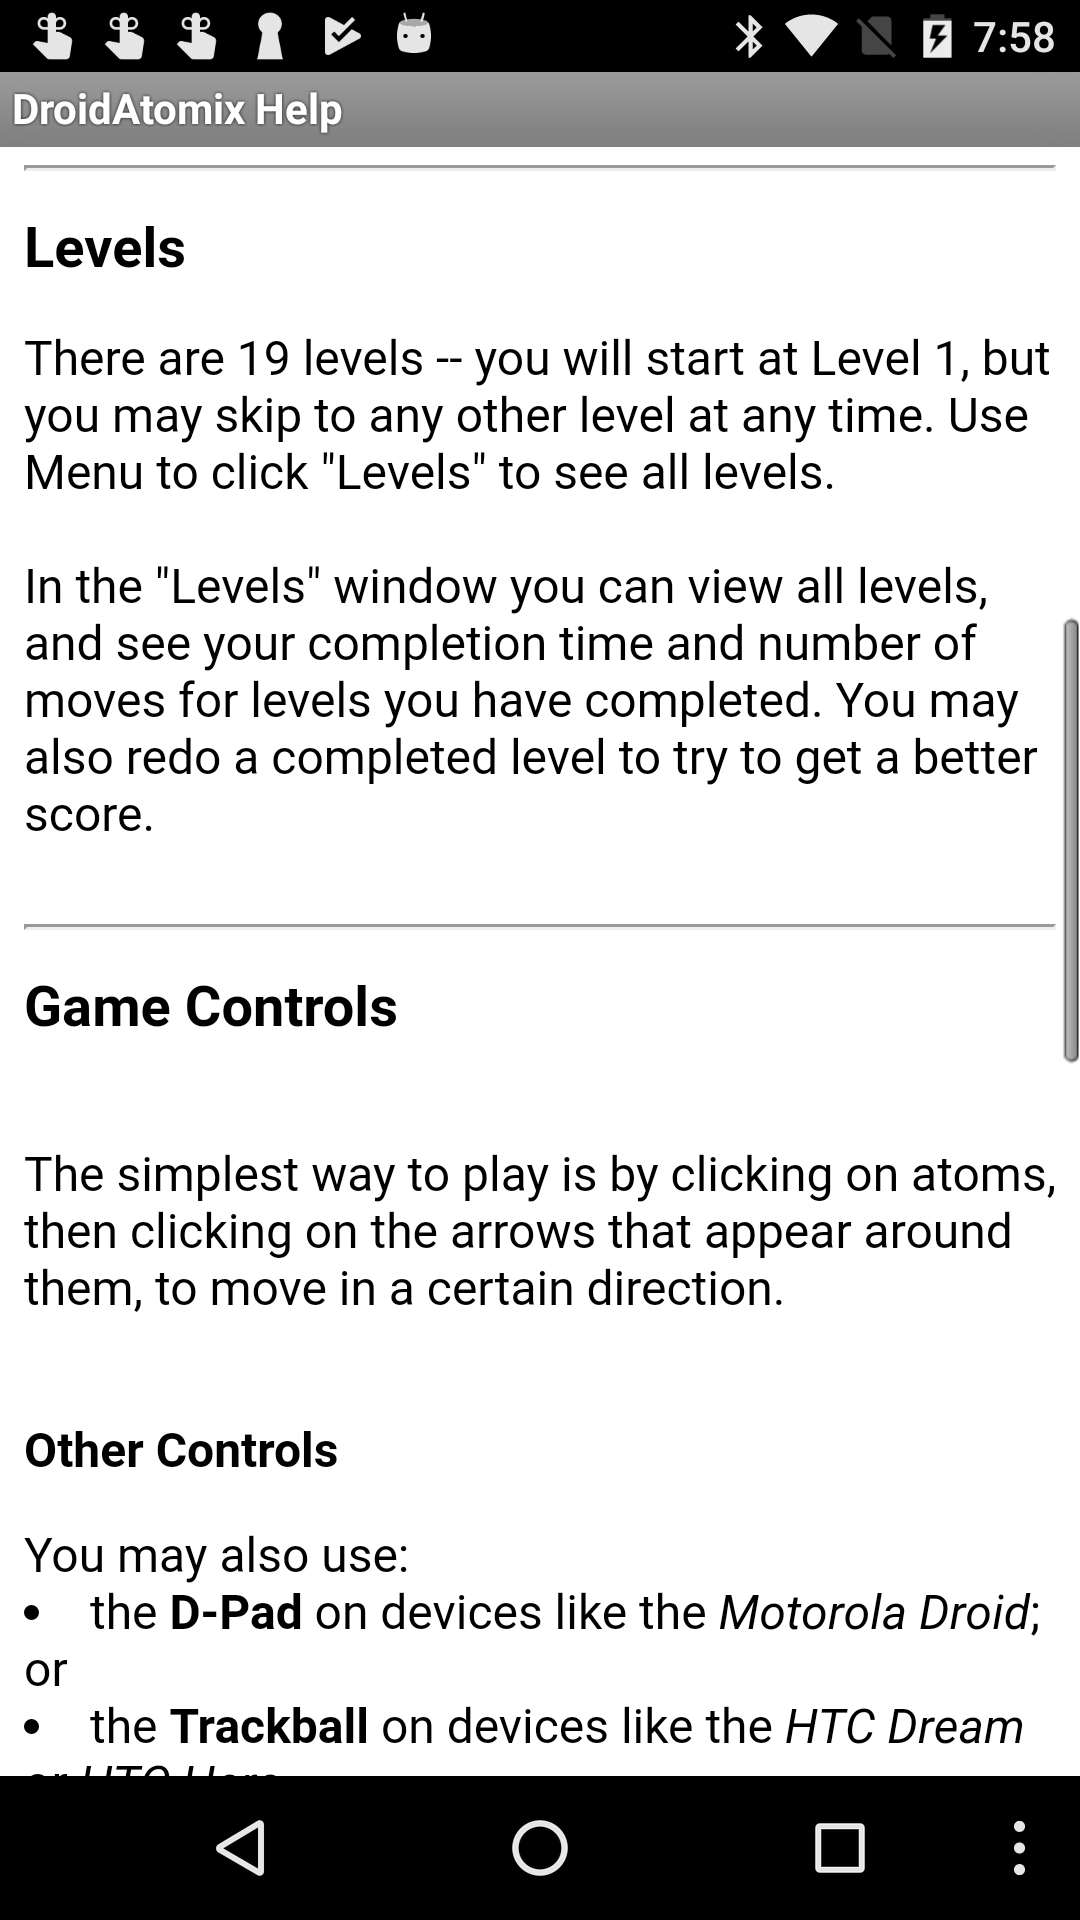 7:58
DroidAtomix Help
Levels
There are 19 levels -- you will start at Level 1, but
you may skip to any other level at any time. Use
Menu to click "Levels" to see all levels.
In the "Levels" window you can view all levels,
and see your completion time and number of
moves for levels you have completed. You may
also redo a completed level to try to get a better
score.
Game Controls
The simplest way to play is by clicking on atoms,
then clicking on the arrows that appear around
them, to move in a certain direction.
Other Controls
You may also use:
• the D-Pad on devices like the Motorola Droid;
or
• the Trackball on devices like the HTC Dream
or HTC Hero